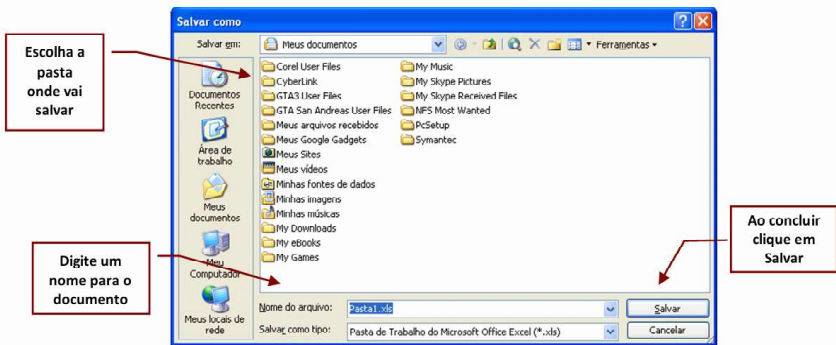 Salvar como
Salvar em:
Meus documentos
Ferramentas
Escolha a
pasta
onde vai
salvar
Documentos
Recentes
Área de
trabalho
Meus
documentos
Meu
Computador
Meus locais de
rede
Corel User Files
CyberLink
GTA3 User Files
GTA San Andreas User Files
Meus arquivos recebidos
Meus Google Gadgets
Meus Sites
Meus vídeos
Minhas fontes de dados
Minhas imagens
Minhas músicas
My Downloads
My eBooks
My Games
My Music
My Skype Pictures
My Skype Received Files
NFS Most Wanted
PcSetup
Symantec
Digite um
nome para o
documento
Ao concluir
clique em
Salvar
Nome do arquivo:
Pasta1.xls
Salvar
Salvar como tipo:
Pasta de Trabalho do Microsoft Office Excel (*.xls)
Cancelar